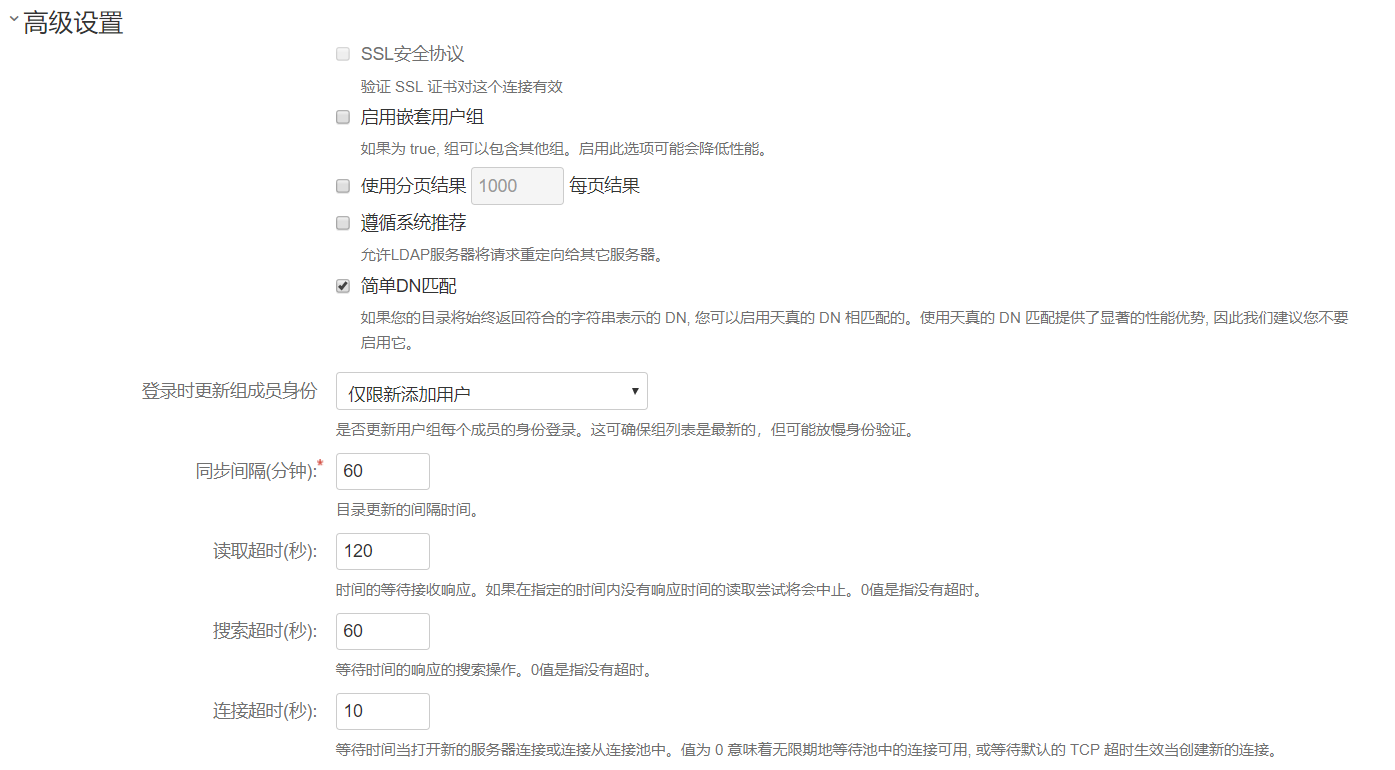 高级设置
SSL安全协议
验证 SSL 证书对这个连接有效
启用嵌套用户组
如果为 true, 组可以包含其他组。启用此选项可能会降低性能。
使用分页结果 1000 每页结果
遵循系统推荐
允许LDAP服务器将请求重定向给其它服务器。
简单DN匹配
如果您的目录将始终返回符合的字符串表示的 DN, 您可以启用天真的 DN 相匹配的。使用天真的 DN 匹配提供了显著的性能优势, 因此我们建议您不要
启用它。
登录时更新组成员身份 仅限新添加用户
是否更新用户组每个成员的身份登录。这可确保组列表是最新的，但可能放慢身份验证。
同步间隔(分钟):* 60
目录更新的间隔时间。
读取超时(秒): 120
时间的等待接收响应。如果在指定的时间内没有响应时间的读取尝试将会中止。0值是指没有超时。
搜索超时(秒): 60
等待时间的响应的搜索操作。0值是指没有超时。
连接超时(秒): 10
等待时间当打开新的服务器连接或连接从连接池中。值为 0 意味着无限期地等待池中的连接可用, 或等待默认的 TCP 超时生效当创建新的连接。